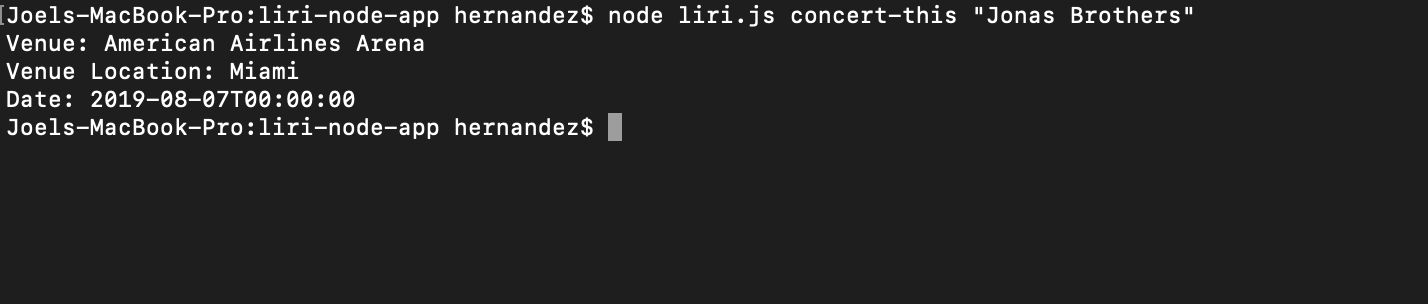 Joels-MacBook-Pro:liri-node-app hernandez$ node liri.js concert-this "Jonas Brothers"
Venue: American Airlines Arena
Venue Location: Miami
Date: 2019-08-07T00:00:00
Joels-MacBook-Pro:liri-node-app hernandez$